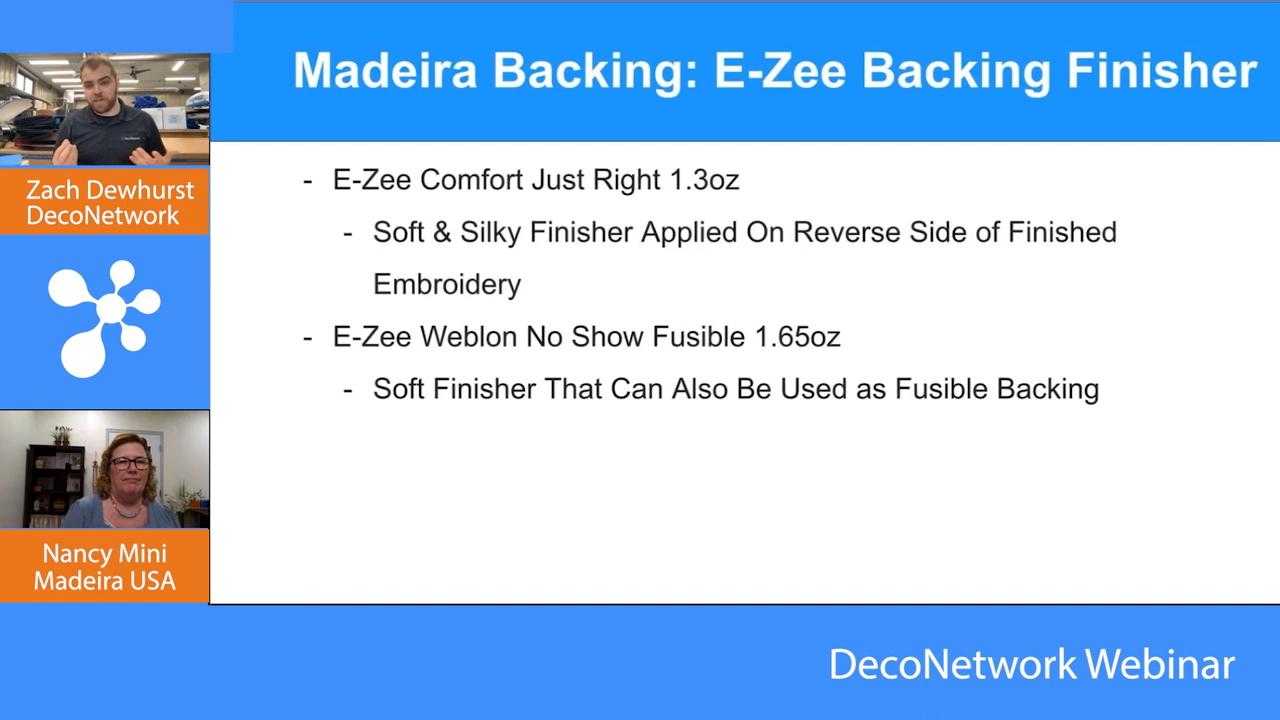 Madeira Backing: E-Zee Backing Finisher
Zach Dewhurst
DecoNetwork
- E-Zee Comfort Just Right 1.3oz
- Soft & Silky Finisher Applied On Reverse Side of Finished
Embroidery
- E-Zee Weblon No Show Fusible 1.65oz
- Soft Finisher That Can Also Be Used as Fusible Backing
Nancy Mini
Madeira USA
DecoNetwork Webinar